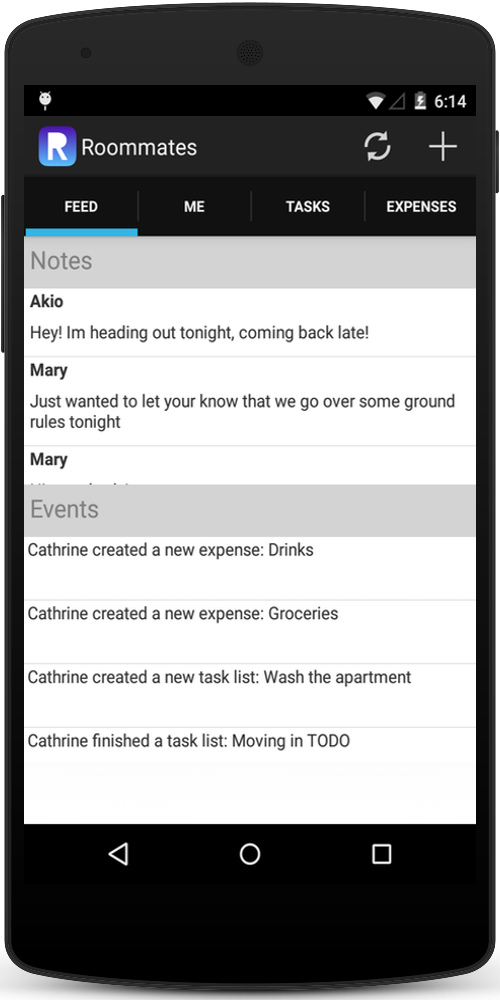 6:14
R Roommates
FEED ME TASKS EXPENSES
Notes
Akio
Hey! Im heading out tonight, coming back late!
Mary
Just wanted to let your know that we go over some ground
rules tonight
Mary
Events
Cathrine created a new expense: Drinks
Cathrine created a new expense: Groceries
Cathrine created a new task list: Wash the apartment
Cathrine finished a task list: Moving in TODO